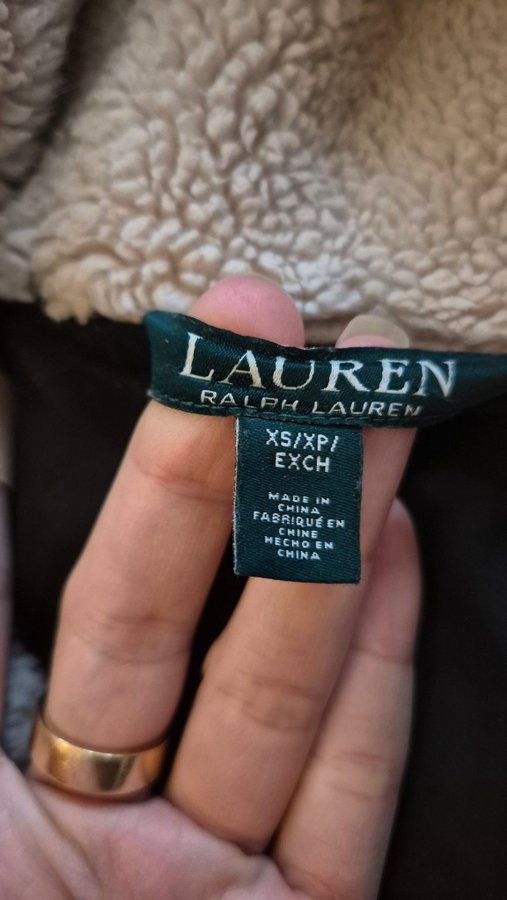 LAUREN
RALPH LAUREN
XS/XP/
EXCH
MADE IN
CHINA
FABRIQUÉ EN
CHINE
HECHO EN
CHINA